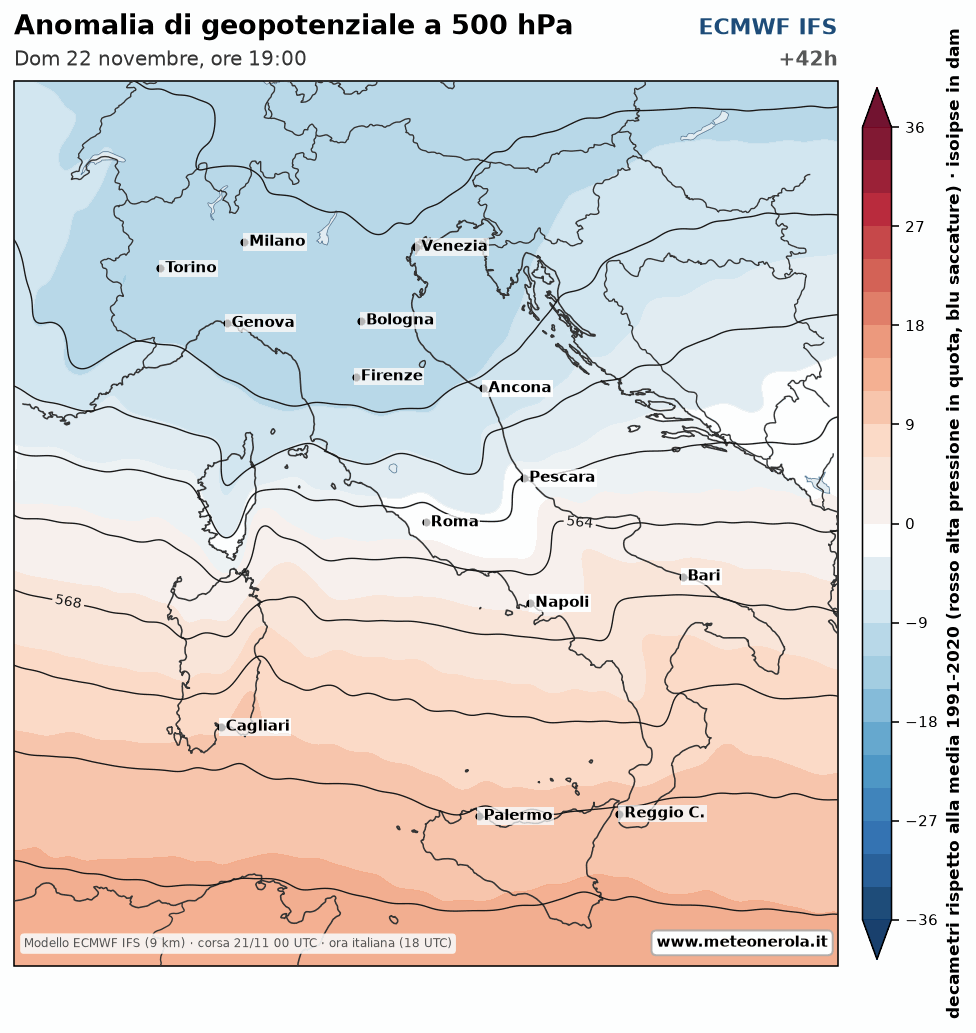 Anomalia di geopotenziale a 500 hPa
ECMWF IFS
Dom 22 novembre, ore 19:00
+42h
Milano
Venezia
Torino
Genova
Bologna
Firenze
Ancona
Pescara
Roma
564
Bari
568
Napoli
Cagliari
Palermo
Reggio C.
Modello ECMWF IFS (9 km) · corsa 21/11 00 UTC · ora italiana (18 UTC)
www.meteonerola.it
36
27
18
9
0
−9
−18
−27
−36
decametri rispetto alla media 1991-2020 (rosso alta pressione in quota, blu saccature) · isoipse in dam